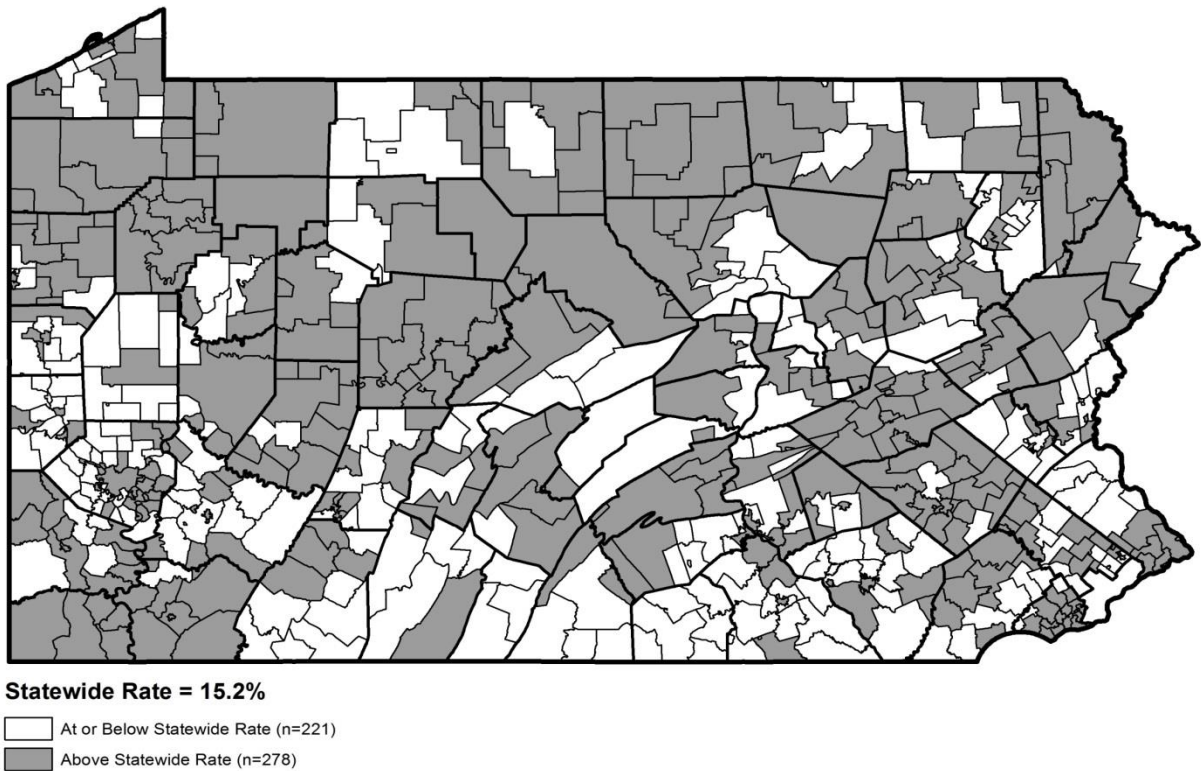 Statewide Rate = 15.2%
At or Below Statewide Rate (n=221)
Above Statewide Rate (n=278)